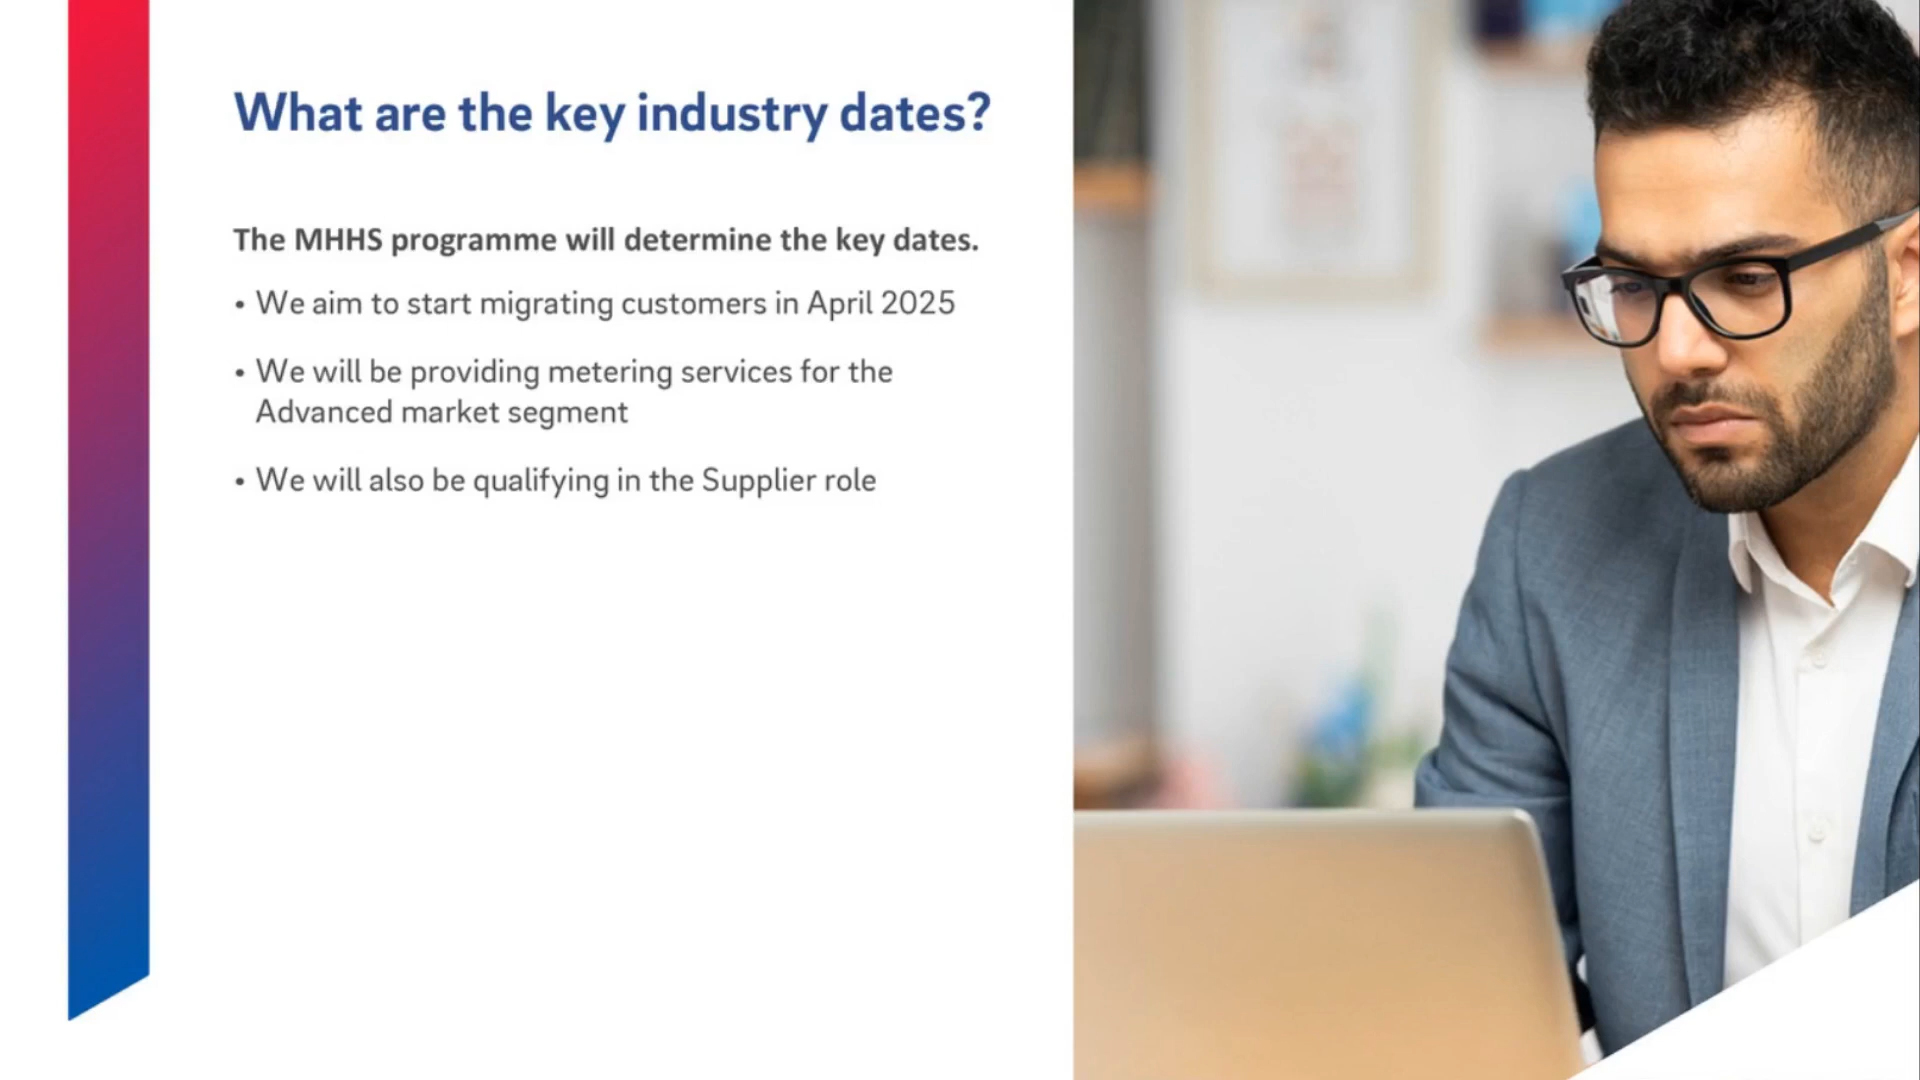 What are the key industry dates?
The MHHS programme will determine the key dates.
• We aim to start migrating customers in April 2025
• We will be providing metering services for the
Advanced market segment
• We will also be qualifying in the Supplier role